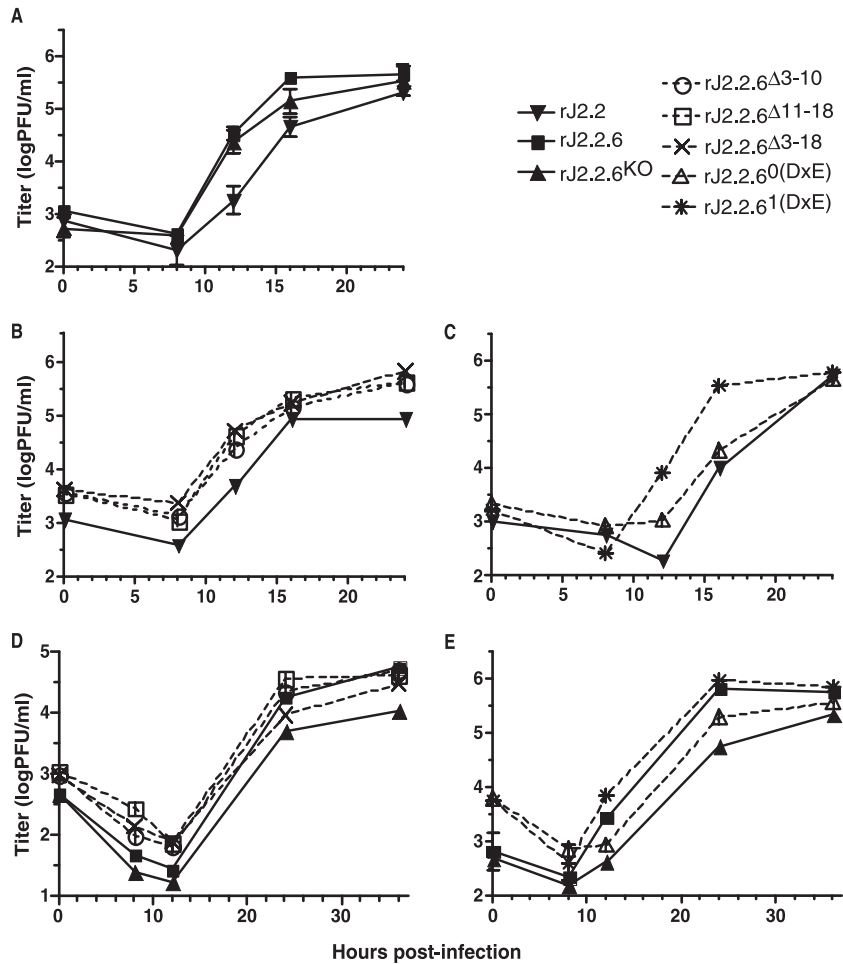 A
Titer (logPFU/ml)
6
5
4
3
2
0 5 10 15 20
rJ2.2
rJ2.2.6
rJ2.2.6KO
rJ2.2.6Δ3-10
rJ2.2.6Δ11-18
rJ2.2.6Δ3-18
rJ2.2.60(DxE)
rJ2.2.61(DxE)
B
Titer (logPFU/ml)
6
5
4
3
2
0 5 10 15 20
C
6
5
4
3
2
0 5 10 15 20
D
Titer (logPFU/ml)
5
4
3
2
1
0 10 20 30
E
6
5
4
3
2
0 10 20 30
Hours post-infection